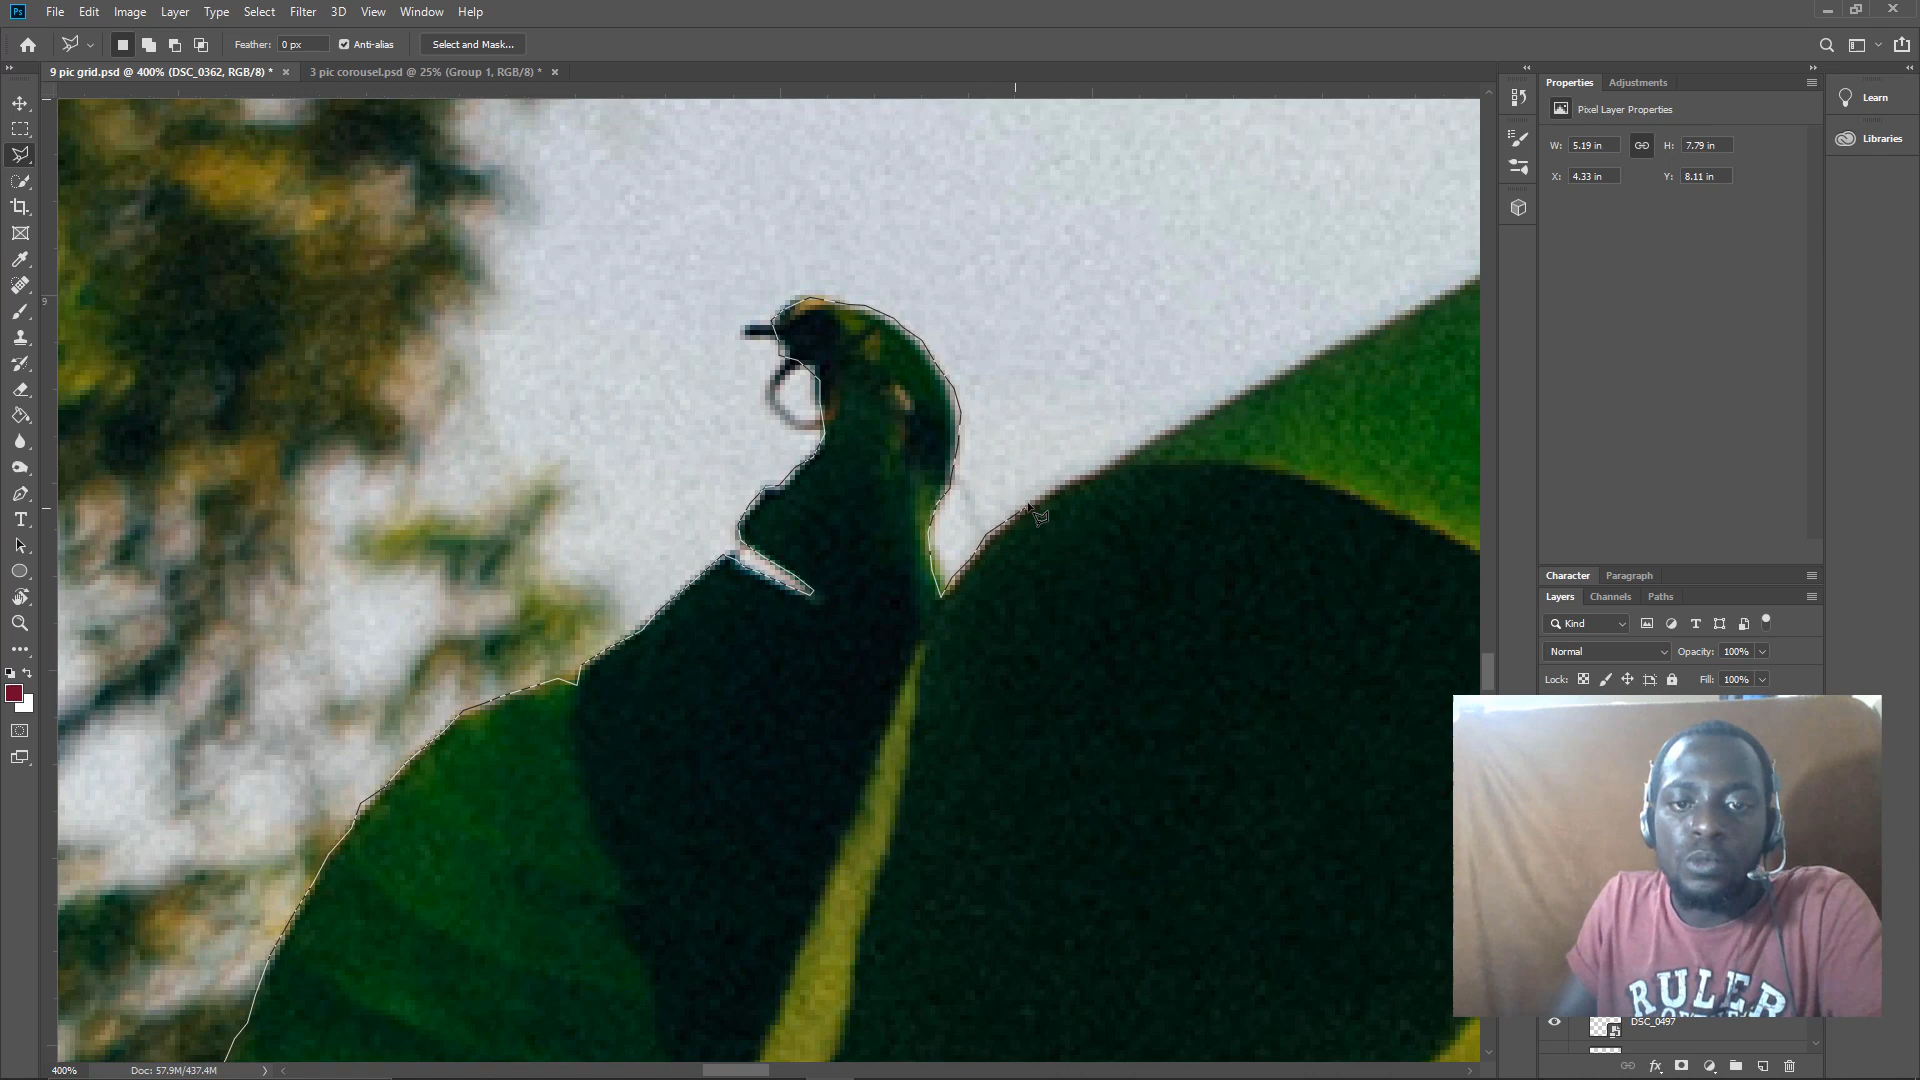 Ps File Edit Image Layer Type Select Filter 3D View Window Help
Feather: 0 px Anti-alias Select and Mask...
9 pic grid.psd @ 400% (DSC_0362, RGB/8) * × 3 pic corousel.psd @ 25% (Group 1, RGB/8) * ×
Properties Adjustments
Learn
Pixel Layer Properties
Libraries
W: 5.19 in H: 7.79 in
X: 4.33 in Y: 8.11 in
9
Character Paragraph
Layers Channels Paths
Kind
Normal Opacity: 100%
Lock: Fill: 100%
RULER
DSC_0497
400% Doc: 57.9M/437.4M